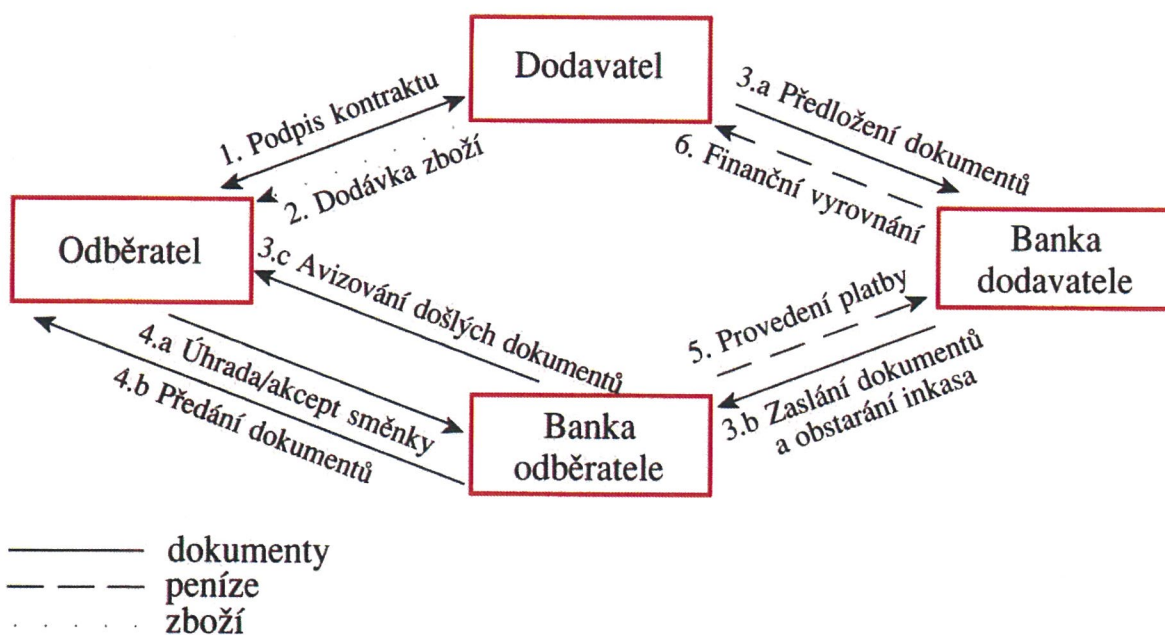 Dodavatel
1. Podpis kontraktu
2. Dodávka zboží
3.a Předložení dokumentů
6. Finanční vyrovnání
Odběratel
Banka
dodavatele
3.c Avizování došlých dokumentů
4.a Úhrada/akcept směnky
4.b Předání dokumentů
5. Provedení platby
3.b Zaslání dokumentů
a obstarání inkasa
Banka
odběratele
dokumenty
peníze
zboží